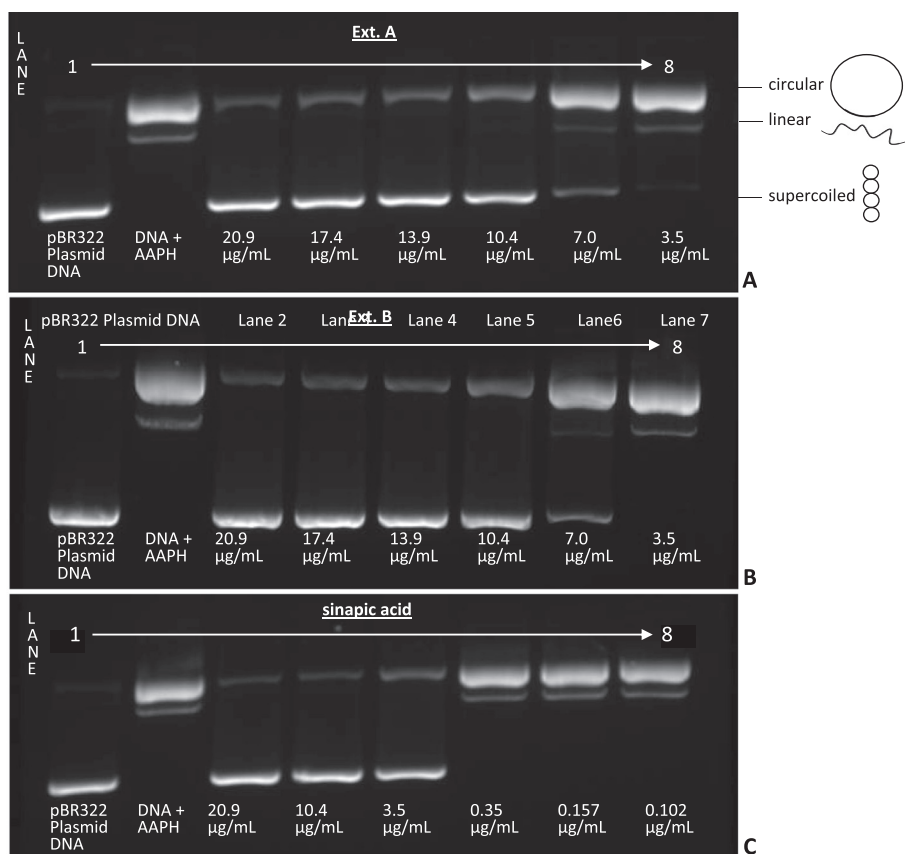 LANE
Ext. A
1 8
circular
linear
supercoiled
pBR322 Plasmid DNA
DNA + AAPH
20.9 μg/mL
17.4 μg/mL
13.9 μg/mL
10.4 μg/mL
7.0 μg/mL
3.5 μg/mL
A
LANE
pBR322 Plasmid DNA Lane 2 Ext. B Lane 4 Lane 5 Lane6 Lane 7
1 8
pBR322 Plasmid DNA
DNA + AAPH
20.9 μg/mL
17.4 μg/mL
13.9 μg/mL
10.4 μg/mL
7.0 μg/mL
3.5 μg/mL
B
LANE
sinapic acid
1 8
pBR322 Plasmid DNA
DNA + AAPH
20.9 μg/mL
10.4 μg/mL
3.5 μg/mL
0.35 μg/mL
0.157 μg/mL
0.102 μg/mL
C